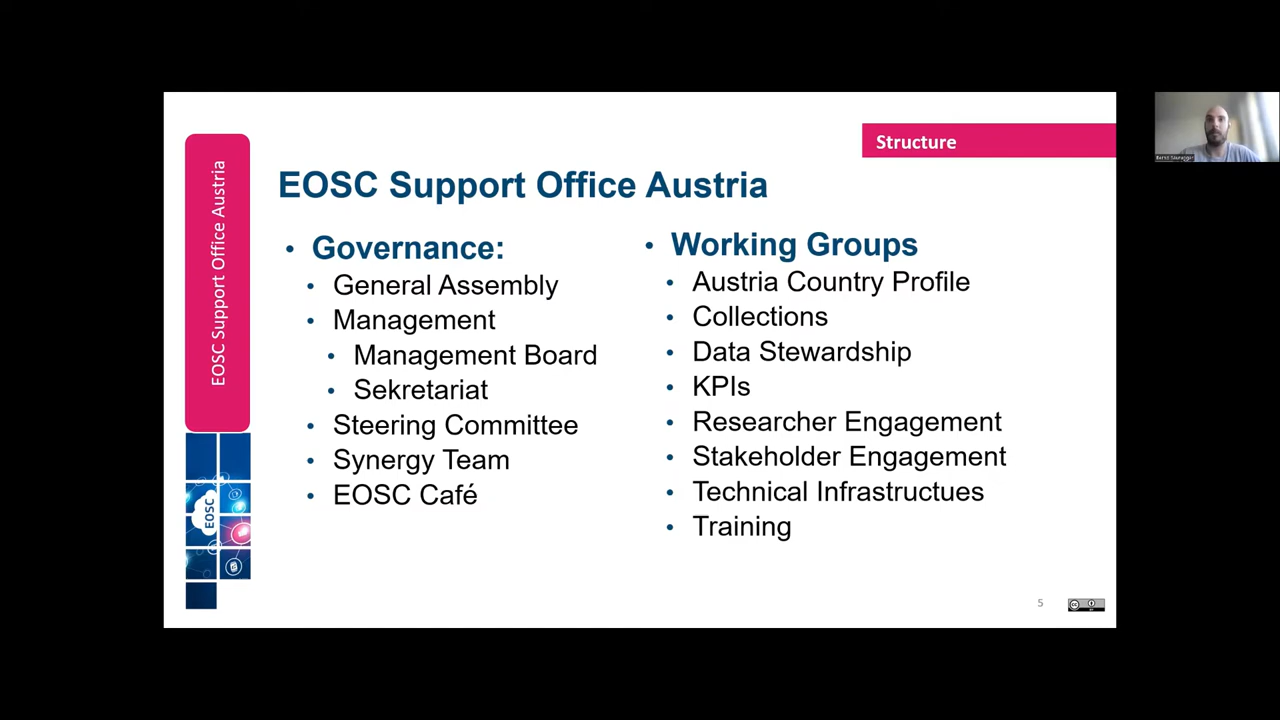 Structure
EOSC Support Office Austria
EOSC Support Office Austria
• Governance:
• General Assembly
• Management
• Management Board
• Sekretariat
• Steering Committee
• Synergy Team
• EOSC Café
• Working Groups
• Austria Country Profile
• Collections
• Data Stewardship
• KPIs
• Researcher Engagement
• Stakeholder Engagement
• Technical Infrastructues
• Training
EOSC
5
cc